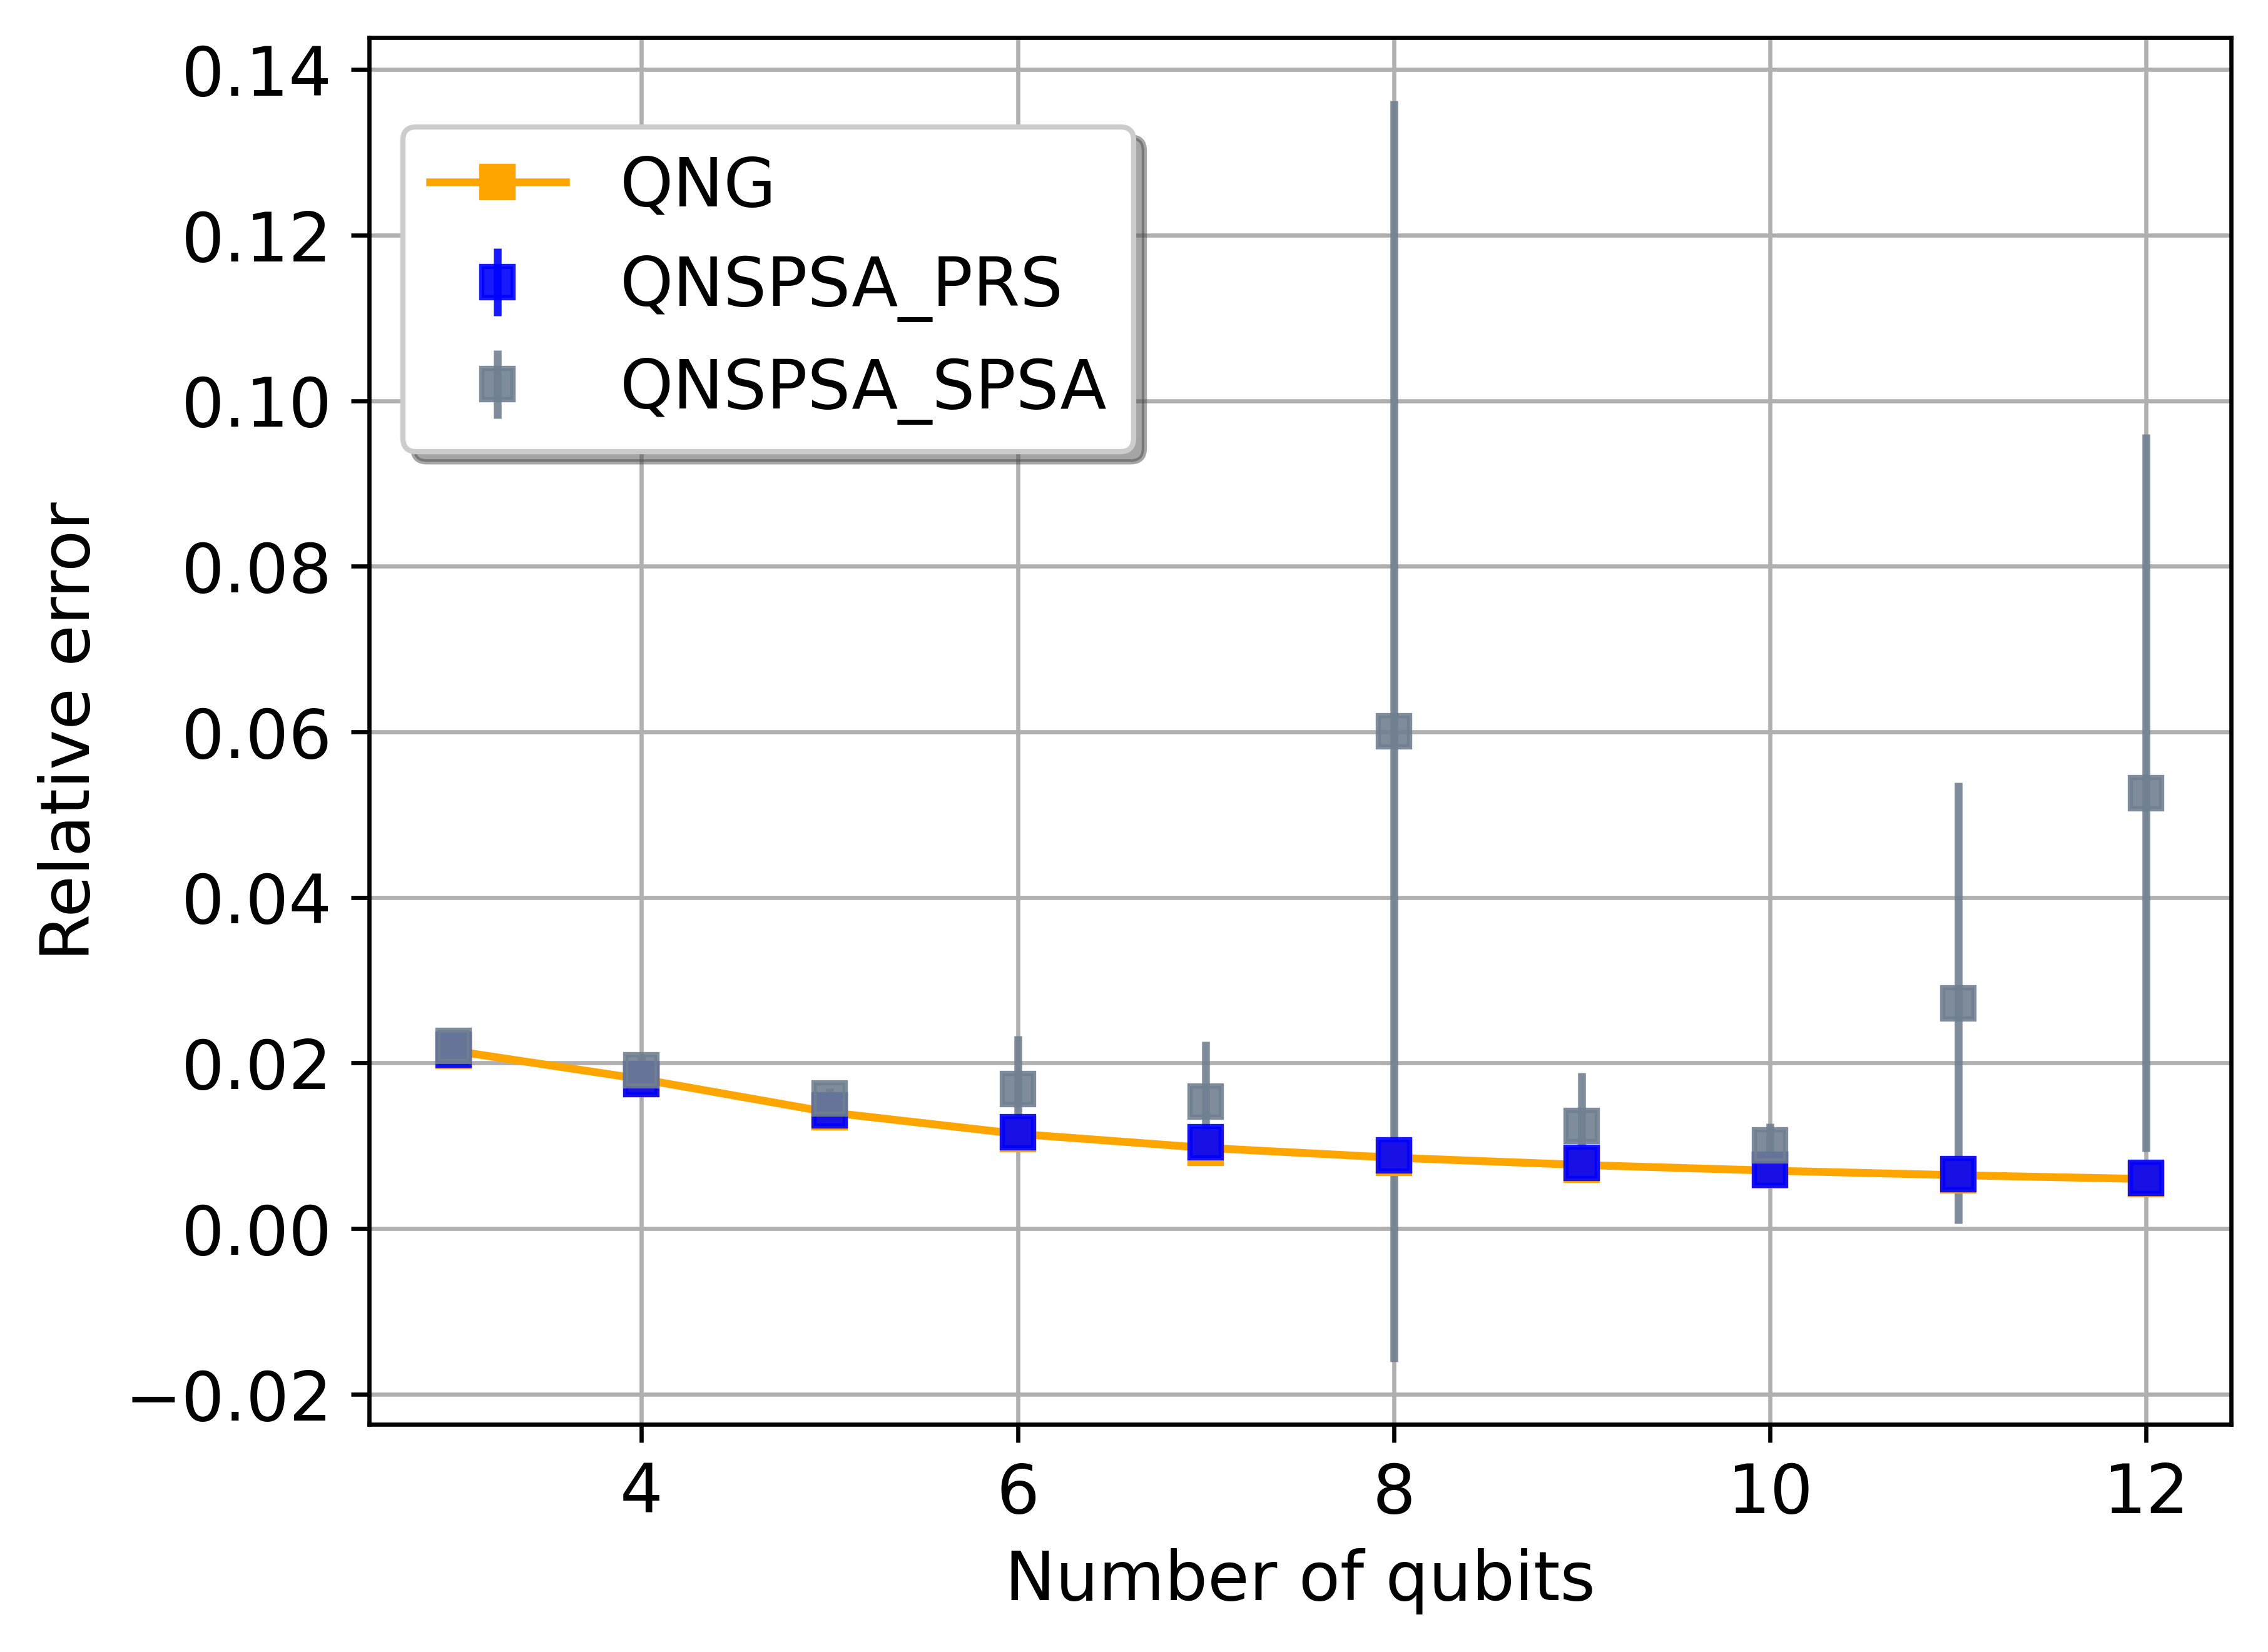 0.14
0.12
0.10
0.08
0.06
0.04
0.02
0.00
−0.02
Relative error
QNG
QNSPSA_PRS
QNSPSA_SPSA
4 6 8 10 12
Number of qubits